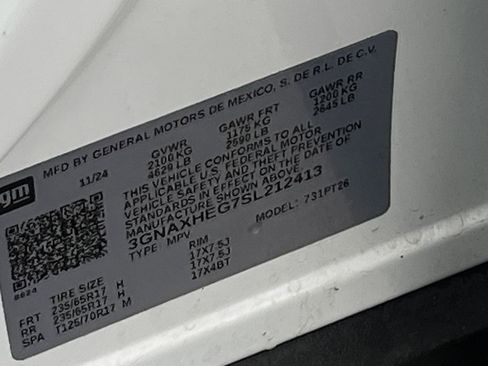 gm
MFD BY GENERAL MOTORS DE MEXICO, S. DE R.L. DE C.V.
11/24
GVWR GAWR FRT GAWR RR
2100 KG 1175 KG 1200 KG
4629 LB 2590 LB 2645 LB
THIS VEHICLE CONFORMS TO ALL
APPLICABLE U.S. FEDERAL MOTOR
VEHICLE SAFETY AND THEFT PREVENTION
STANDARDS IN EFFECT ON THE DATE OF
MANUFACTURE SHOWN ABOVE.
3GNAXHEG7SL212413
TYPE: MPV MODEL: 731PT26
8624
TIRE SIZE RIM
FRT 235/65R17 H 17X7.5J
RR 235/65R17 H 17X7.5J
SPA T125/70R17 M 17X4BT